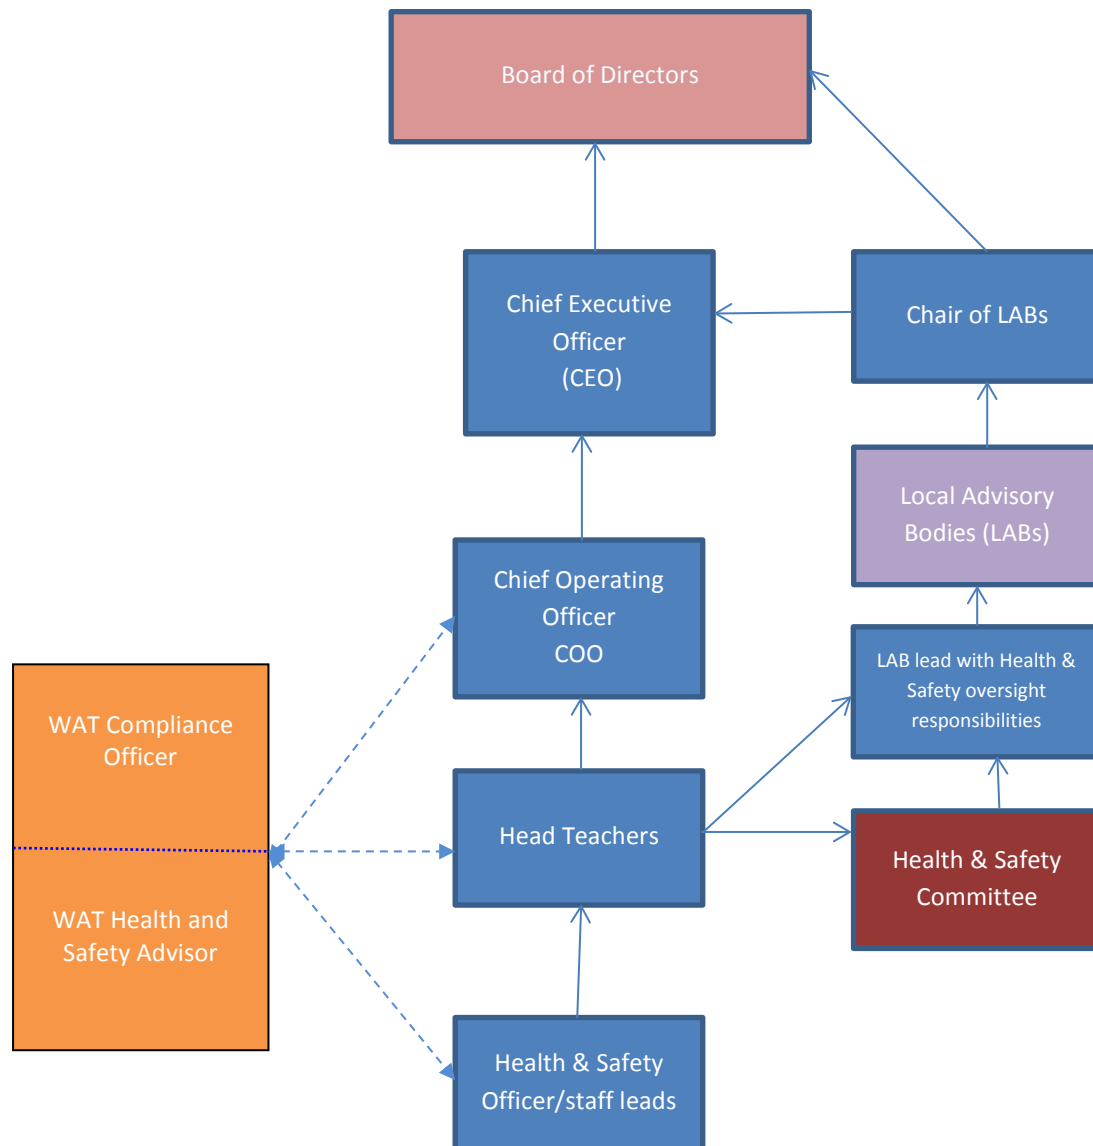 Board of Directors
Chief Executive
Officer
(CEO)
Chair of LABs
Local Advisory
Bodies (LABs)
Chief Operating
Officer
COO
LAB lead with Health &
Safety oversight
responsibilities
WAT Compliance
Officer
Head Teachers
Health & Safety
Committee
WAT Health and
Safety Advisor
Health & Safety
Officer/staff leads